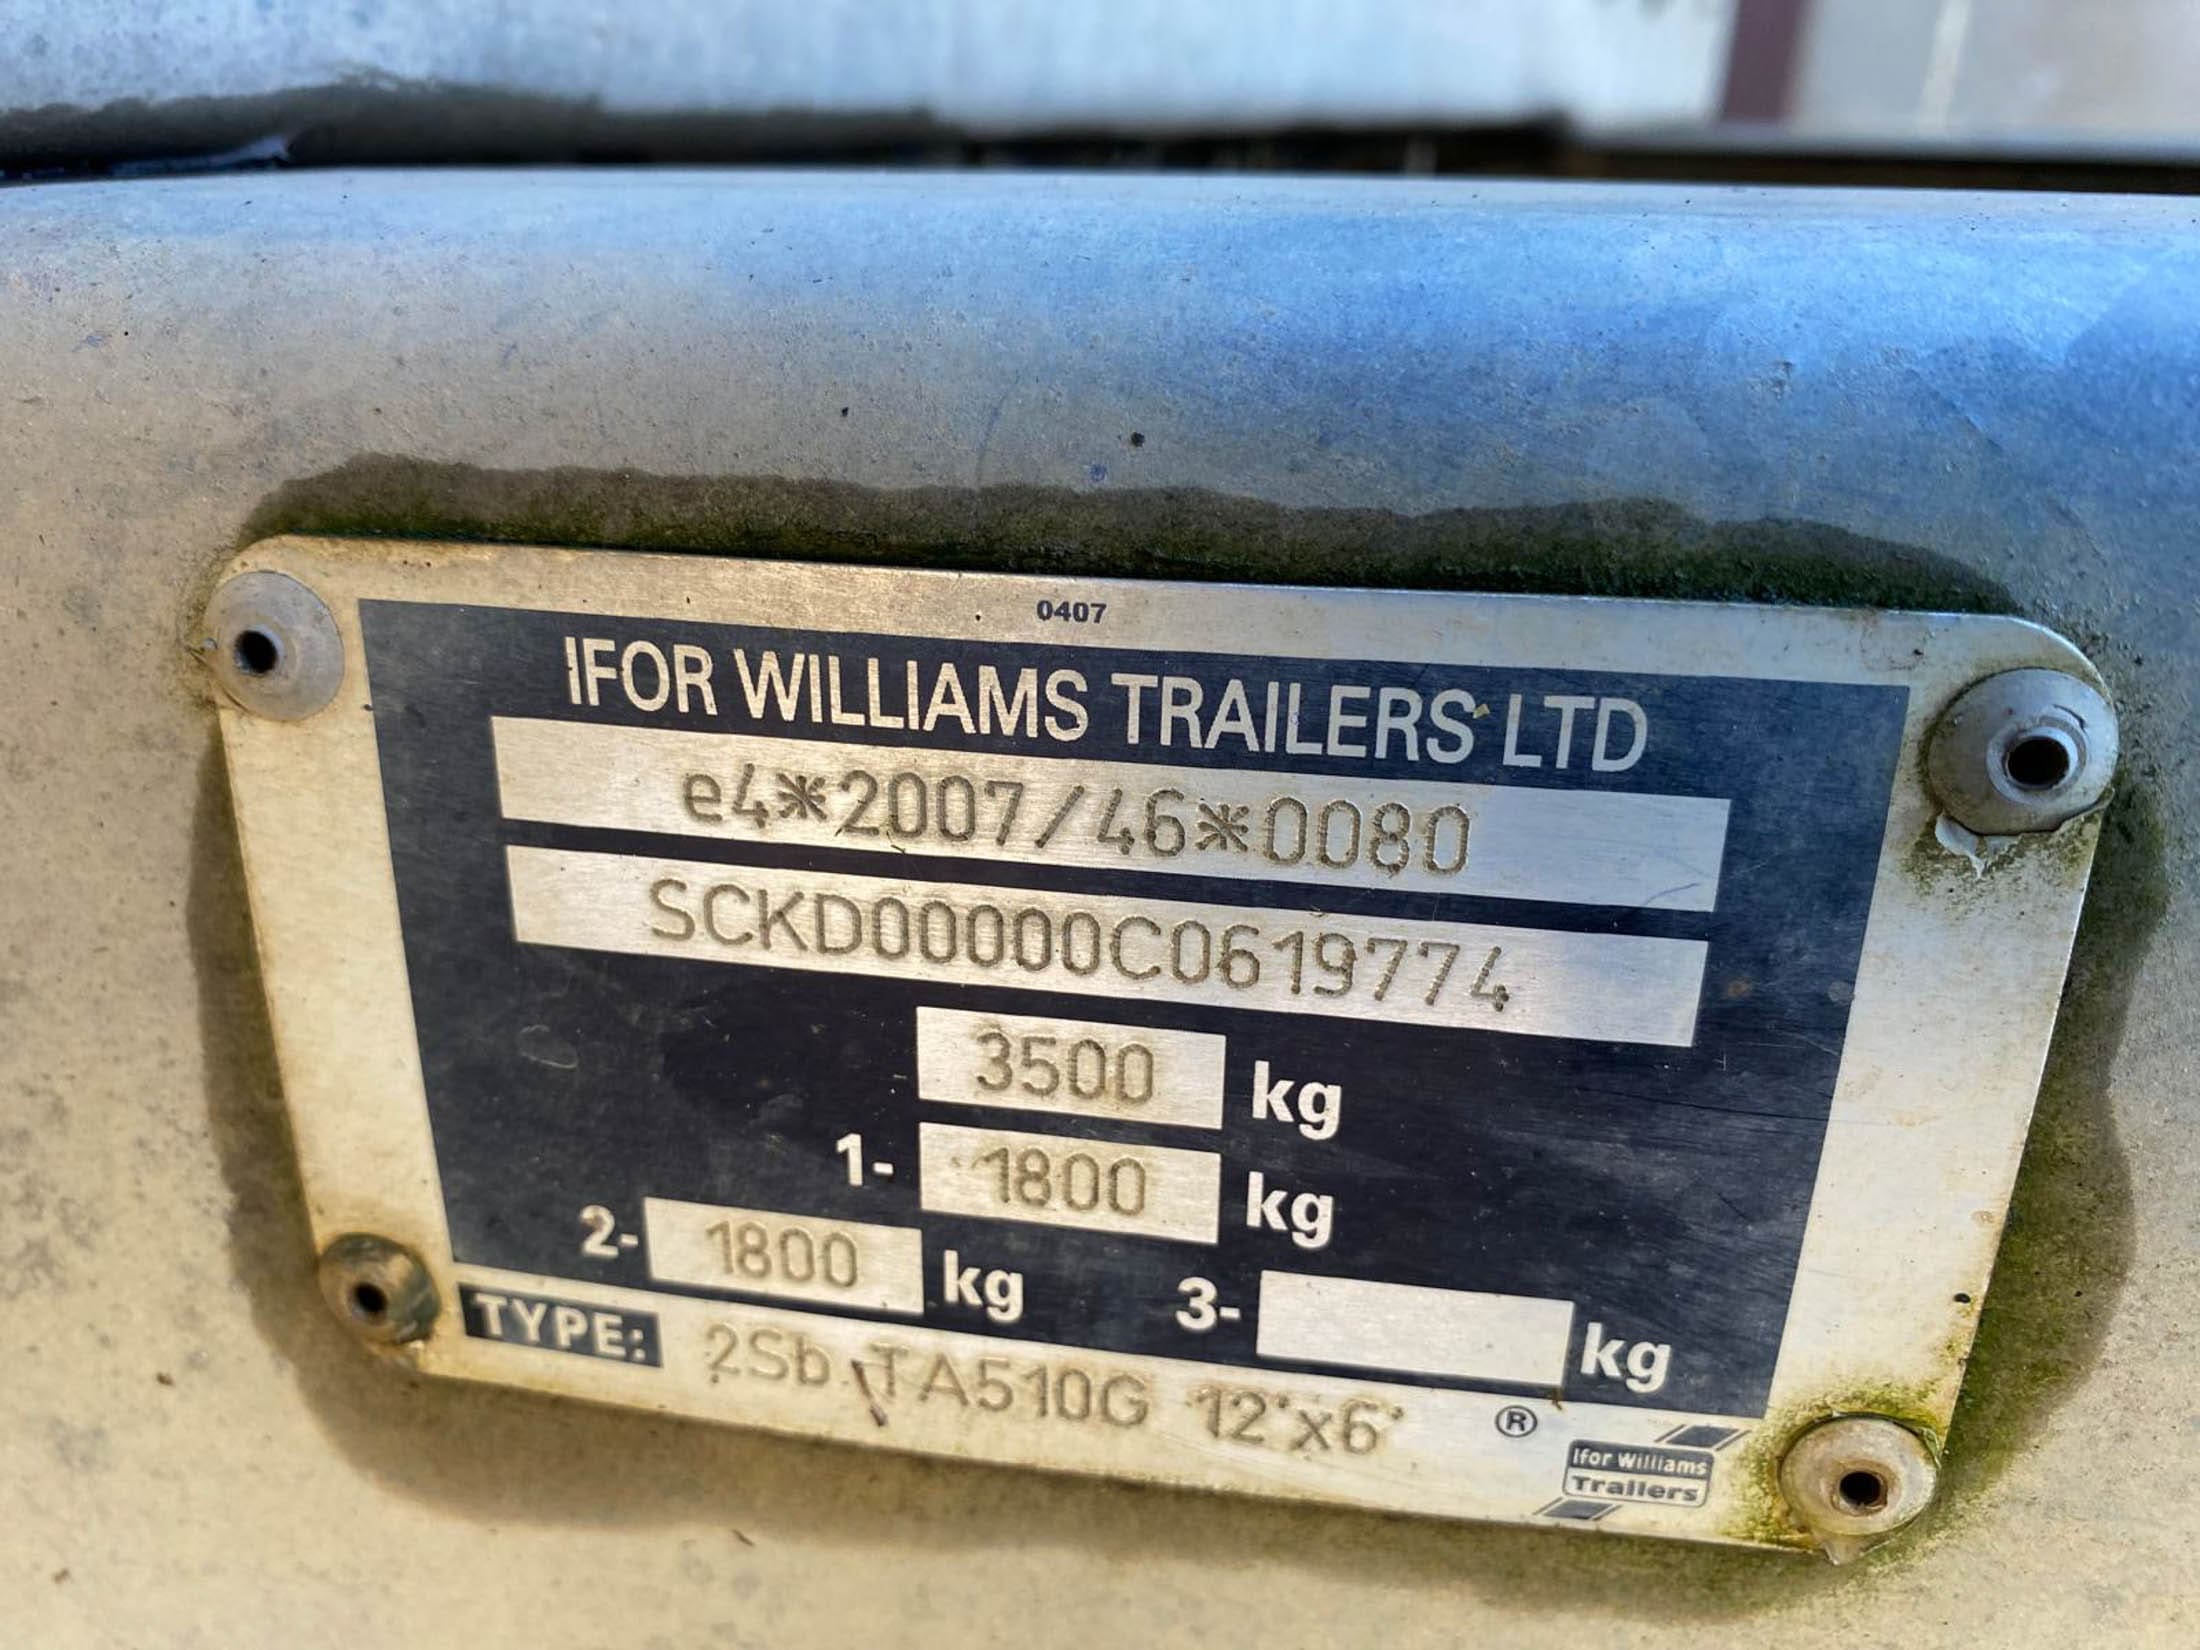 0407
IFOR WILLIAMS TRAILERS LTD
e4*2007/46*0080
SCKD00000C0619774
3500 kg
1- 1800 kg
2- 1800 kg 3- kg
TYPE: 2Sb TA510G 12'x6' ®
Ifor Williams
Trailers